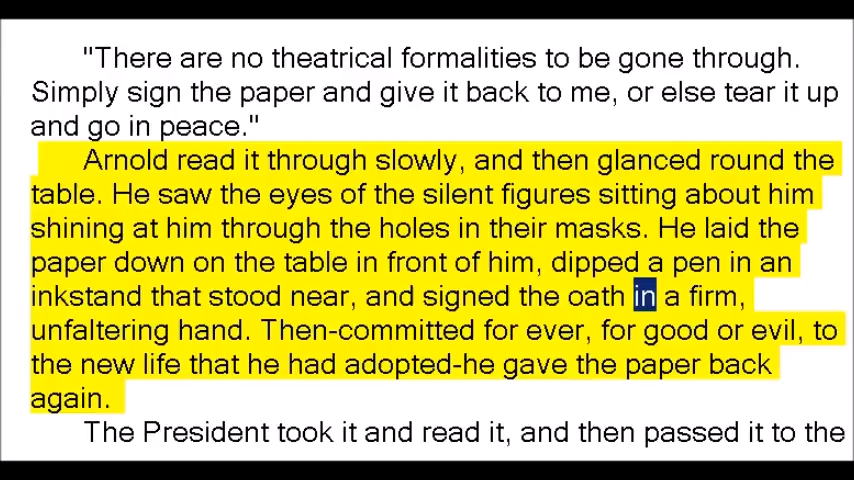 "There are no theatrical formalities to be gone through.
Simply sign the paper and give it back to me, or else tear it up
and go in peace."
Arnold read it through slowly, and then glanced round the
table. He saw the eyes of the silent figures sitting about him
shining at him through the holes in their masks. He laid the
paper down on the table in front of him, dipped a pen in an
inkstand that stood near, and signed the oath in a firm,
unfaltering hand. Then-committed for ever, for good or evil, to
the new life that he had adopted-he gave the paper back
again.
The President took it and read it, and then passed it to the